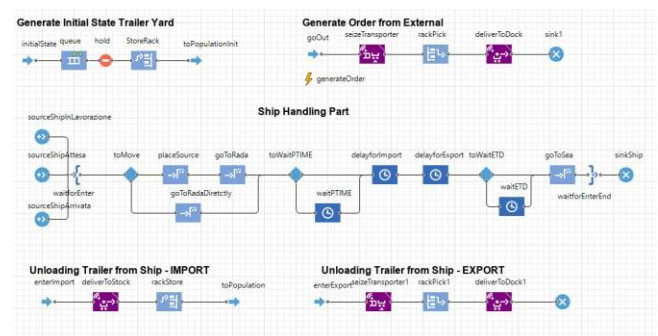 Generate Initial State Trailer Yard
initialState queue hold StoreRack toPopulationInit
Generate Order from External
goOut seizeTransporter rackPick deliverToDock sink1
generateOrder
Ship Handling Part
sourceShipInLavorazione
sourceShipAttesa toMove placeSource goToRada toWaitPTIME delayforImport delayforExport toWaitETD goToSea sinkShip
waitforEnter goToRadaDiretctly waitPTIME waitETD waitforEnterEnd
sourceShipArrivata
Unloading Trailer from Ship - IMPORT
enterImport deliverToStock rackStore toPopulation
Unloading Trailer from Ship - EXPORT
enterExport seizeTransporter1 rackPick1 deliverToDock1